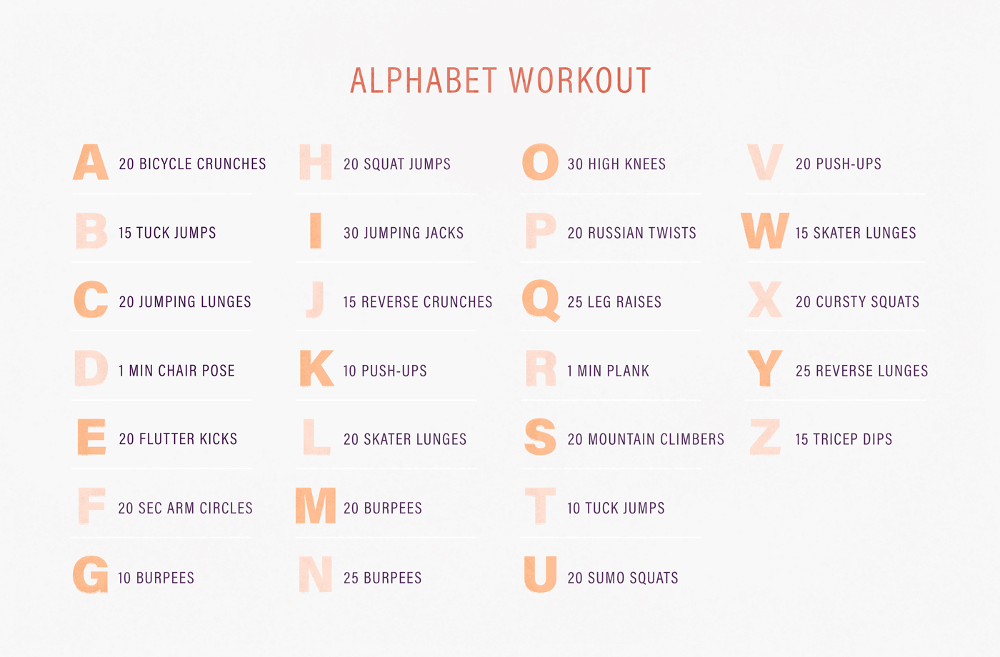 ALPHABET WORKOUT
A 20 BICYCLE CRUNCHES
B 15 TUCK JUMPS
C 20 JUMPING LUNGES
D 1 MIN CHAIR POSE
E 20 FLUTTER KICKS
F 20 SEC ARM CIRCLES
G 10 BURPEES
H 20 SQUAT JUMPS
I 30 JUMPING JACKS
J 15 REVERSE CRUNCHES
K 10 PUSH-UPS
L 20 SKATER LUNGES
M 20 BURPEES
N 25 BURPEES
O 30 HIGH KNEES
P 20 RUSSIAN TWISTS
Q 25 LEG RAISES
R 1 MIN PLANK
S 20 MOUNTAIN CLIMBERS
T 10 TUCK JUMPS
U 20 SUMO SQUATS
V 20 PUSH-UPS
W 15 SKATER LUNGES
X 20 CURSTY SQUATS
Y 25 REVERSE LUNGES
Z 15 TRICEP DIPS